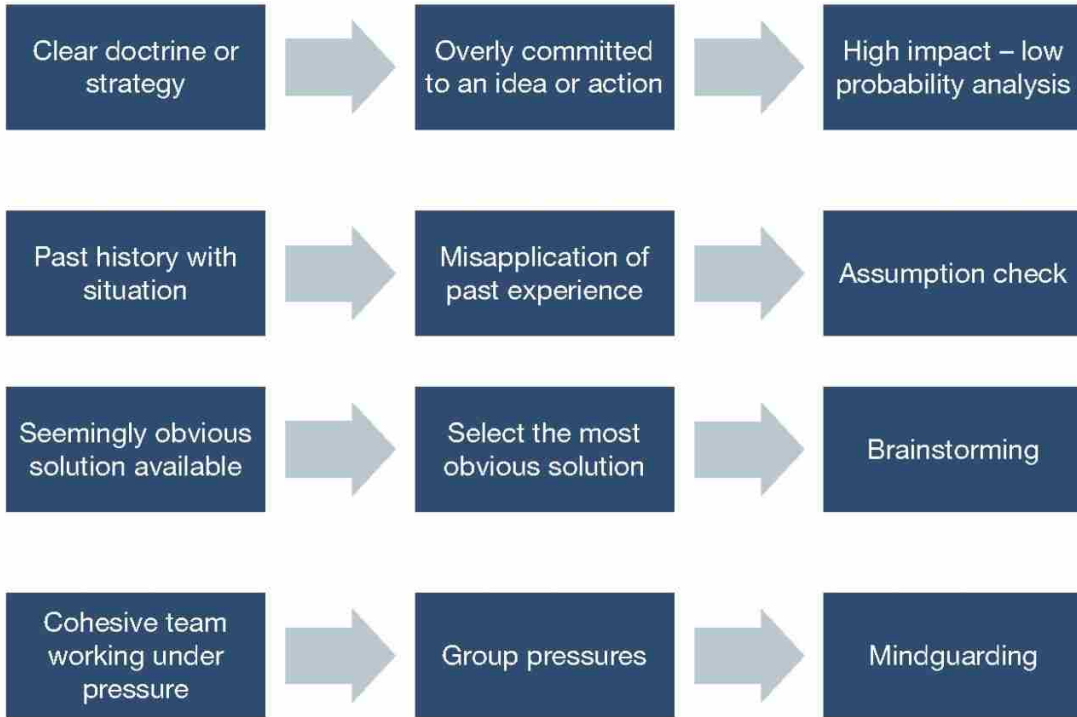 Clear doctrine or
strategy
Overly committed
to an idea or action
High impact – low
probability analysis
Past history with
situation
Misapplication of
past experience
Assumption check
Seemingly obvious
solution available
Select the most
obvious solution
Brainstorming
Cohesive team
working under
pressure
Group pressures
Mindguarding